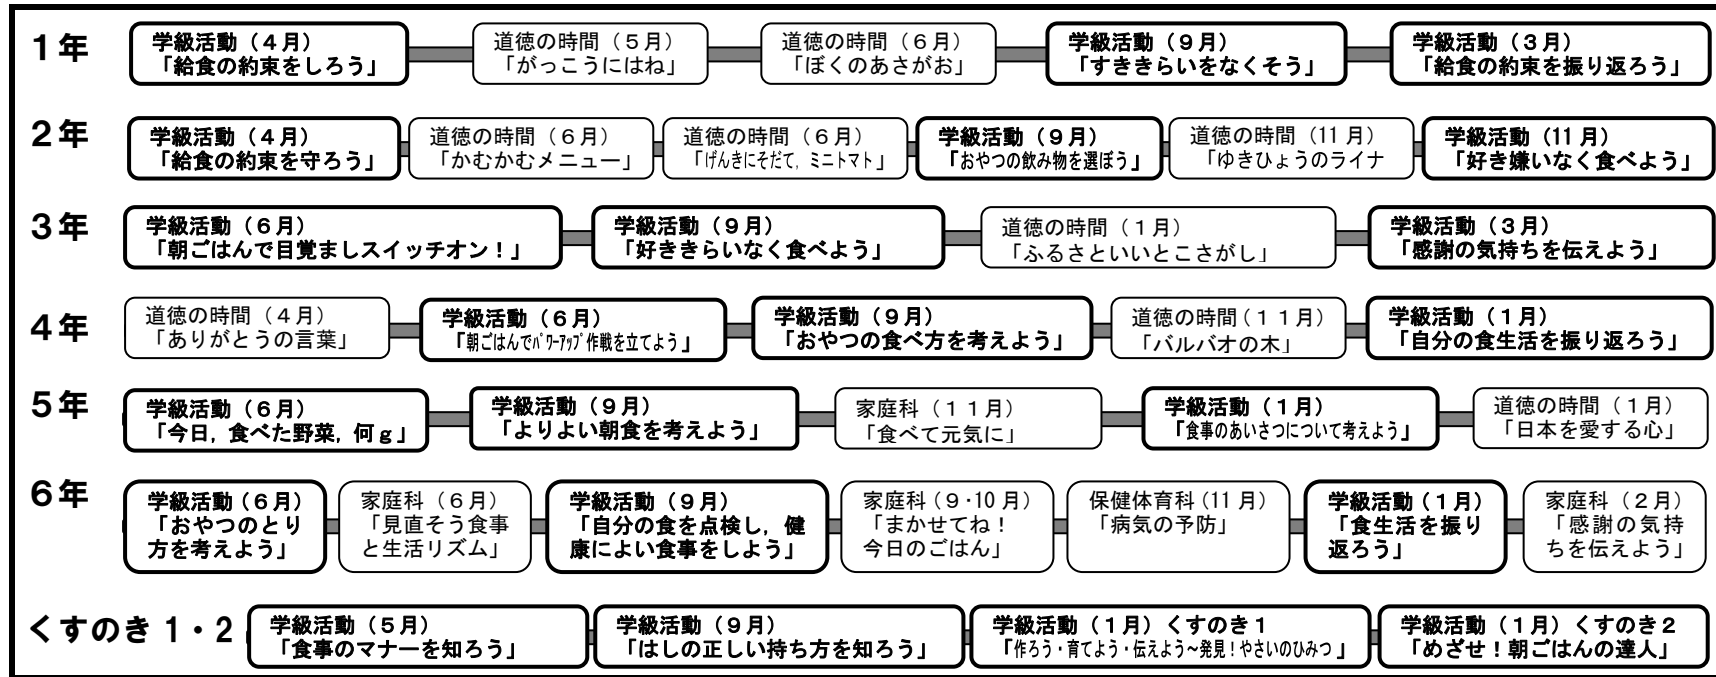 １年
学級活動（４月）
「給食の約束をしろう」
道徳の時間（５月）
「がっこうにはね」
道徳の時間（６月）
「ぼくのあさがお」
学級活動（９月）
「すききらいをなくそう」
学級活動（３月）
「給食の約束を振り返ろう」
２年
学級活動（４月）
「給食の約束を守ろう」
道徳の時間（６月）
「かむかむメニュー」
道徳の時間（６月）
「げんきにそだて，ミニトマト」
学級活動（９月）
「おやつの飲み物を選ぼう」
道徳の時間（11 月）
「ゆきひょうのライナ
学級活動（11 月）
「好き嫌いなく食べよう」
３年
学級活動（６月）
「朝ごはんで目覚ましスイッチオン！」
学級活動（９月）
「好ききらいなく食べよう」
道徳の時間（１月）
「ふるさといいとこさがし」
学級活動（３月）
「感謝の気持ちを伝えよう」
４年
道徳の時間（４月）
「ありがとうの言葉」
学級活動（６月）
「朝ごはんでﾊﾟﾜｰｱｯﾌﾟ作戦を立てよう」
学級活動（９月）
「おやつの食べ方を考えよう」
道徳の時間（１１月）
「バルバオの木」
学級活動（１月）
「自分の食生活を振り返ろう」
５年
学級活動（６月）
「今日，食べた野菜，何ｇ」
学級活動（９月）
「よりよい朝食を考えよう」
家庭科（１１月）
「食べて元気に」
学級活動（１月）
「食事のあいさつについて考えよう」
道徳の時間（１月）
「日本を愛する心」
６年
学級活動（６月）
「おやつのとり
方を考えよう」
家庭科（６月）
「見直そう食事
と生活リズム」
学級活動（９月）
「自分の食を点検し，健
康によい食事をしよう」
家庭科（９･10 月）
「まかせてね！
今日のごはん」
保健体育科（11 月）
「病気の予防」
学級活動（１月）
「食生活を振り
返ろう」
家庭科（２月）
「感謝の気持
ちを伝えよう」
くすのき 1・2
学級活動（５月）
「食事のマナーを知ろう」
学級活動（９月）
「はしの正しい持ち方を知ろう」
学級活動（１月）くすのき１
「作ろう・育てよう・伝えよう～発見！やさいのひみつ」
学級活動（１月）くすのき２
「めざせ！朝ごはんの達人」